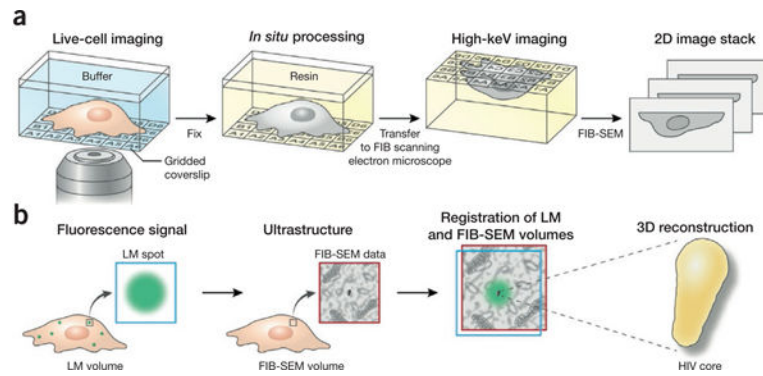 a
Live-cell imaging
In situ processing
High-keV imaging
2D image stack
Buffer
Resin
Fix
Transfer
to FIB scanning
electron microscope
FIB-SEM
Gridded
coverslip
b
Fluorescence signal
Ultrastructure
Registration of LM
and FIB-SEM volumes
3D reconstruction
LM spot
FIB-SEM data
LM volume
FIB-SEM volume
HIV core